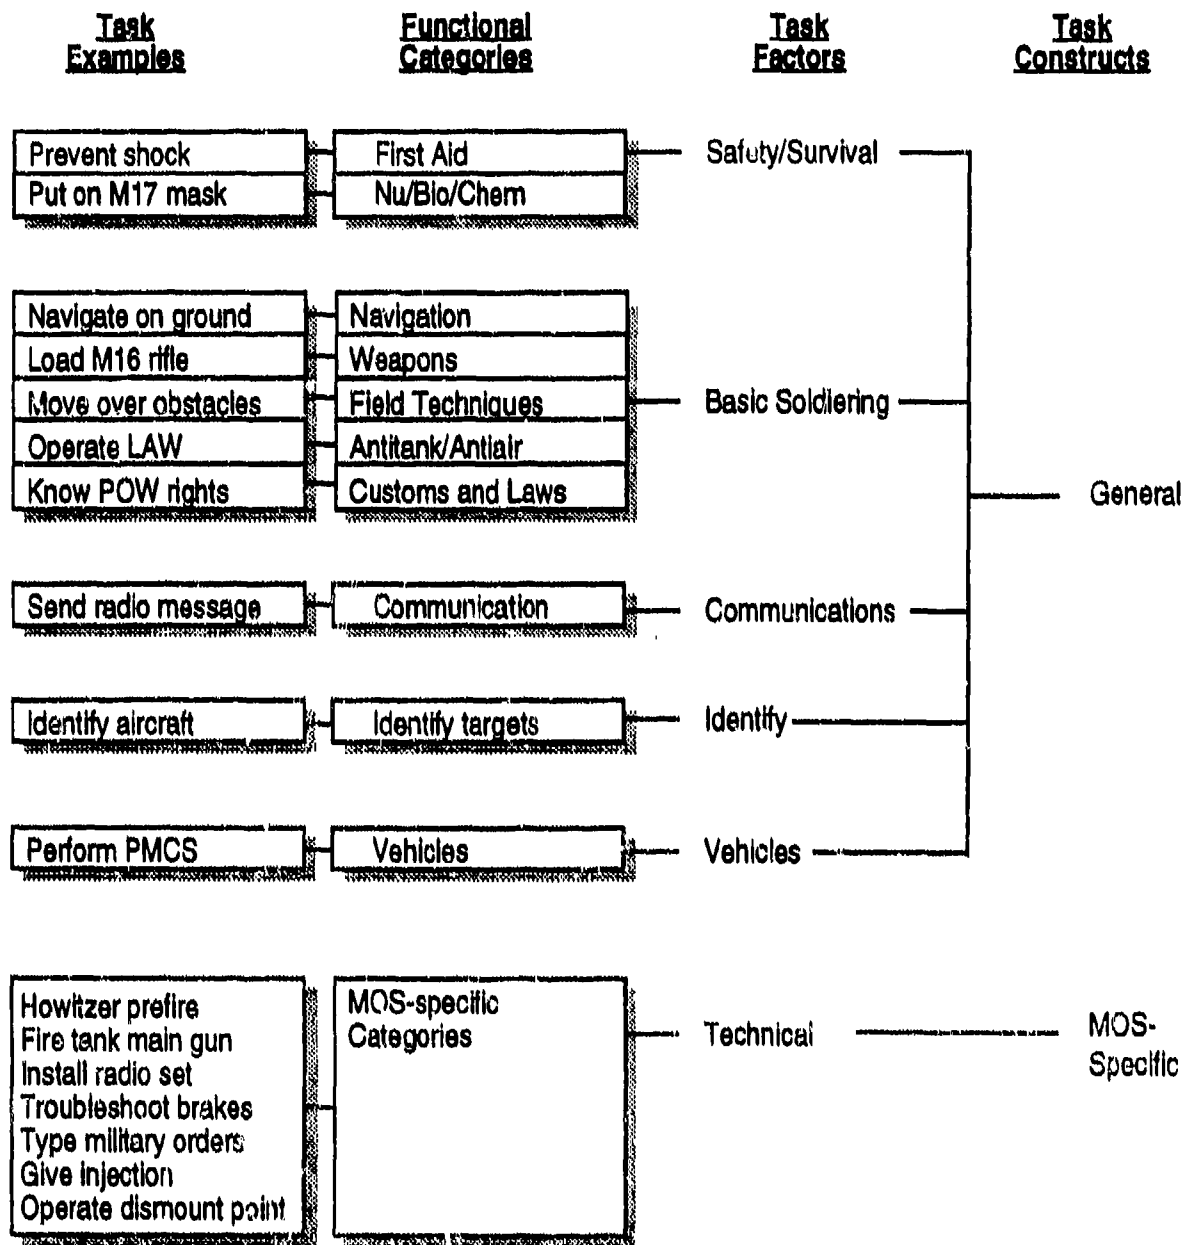 Task Examples
Functional Categories
Task Factors
Task Constructs
Prevent shock
First Aid
Safety/Survival
Put on M17 mask
Nu/Bio/Chem
Navigate on ground
Navigation
Load M16 rifle
Weapons
Move over obstacles
Field Techniques
Basic Soldiering
Operate LAW
Antitank/Antiair
Know POW rights
Customs and Laws
General
Send radio message
Communication
Communications
Identify aircraft
Identify targets
Identify
Perform PMCS
Vehicles
Vehicles
Howitzer prefire
Fire tank main gun
Install radio set
Troubleshoot brakes
Type military orders
Give injection
Operate dismount point
MOS-specific
Categories
Technical
MOS-
Specific